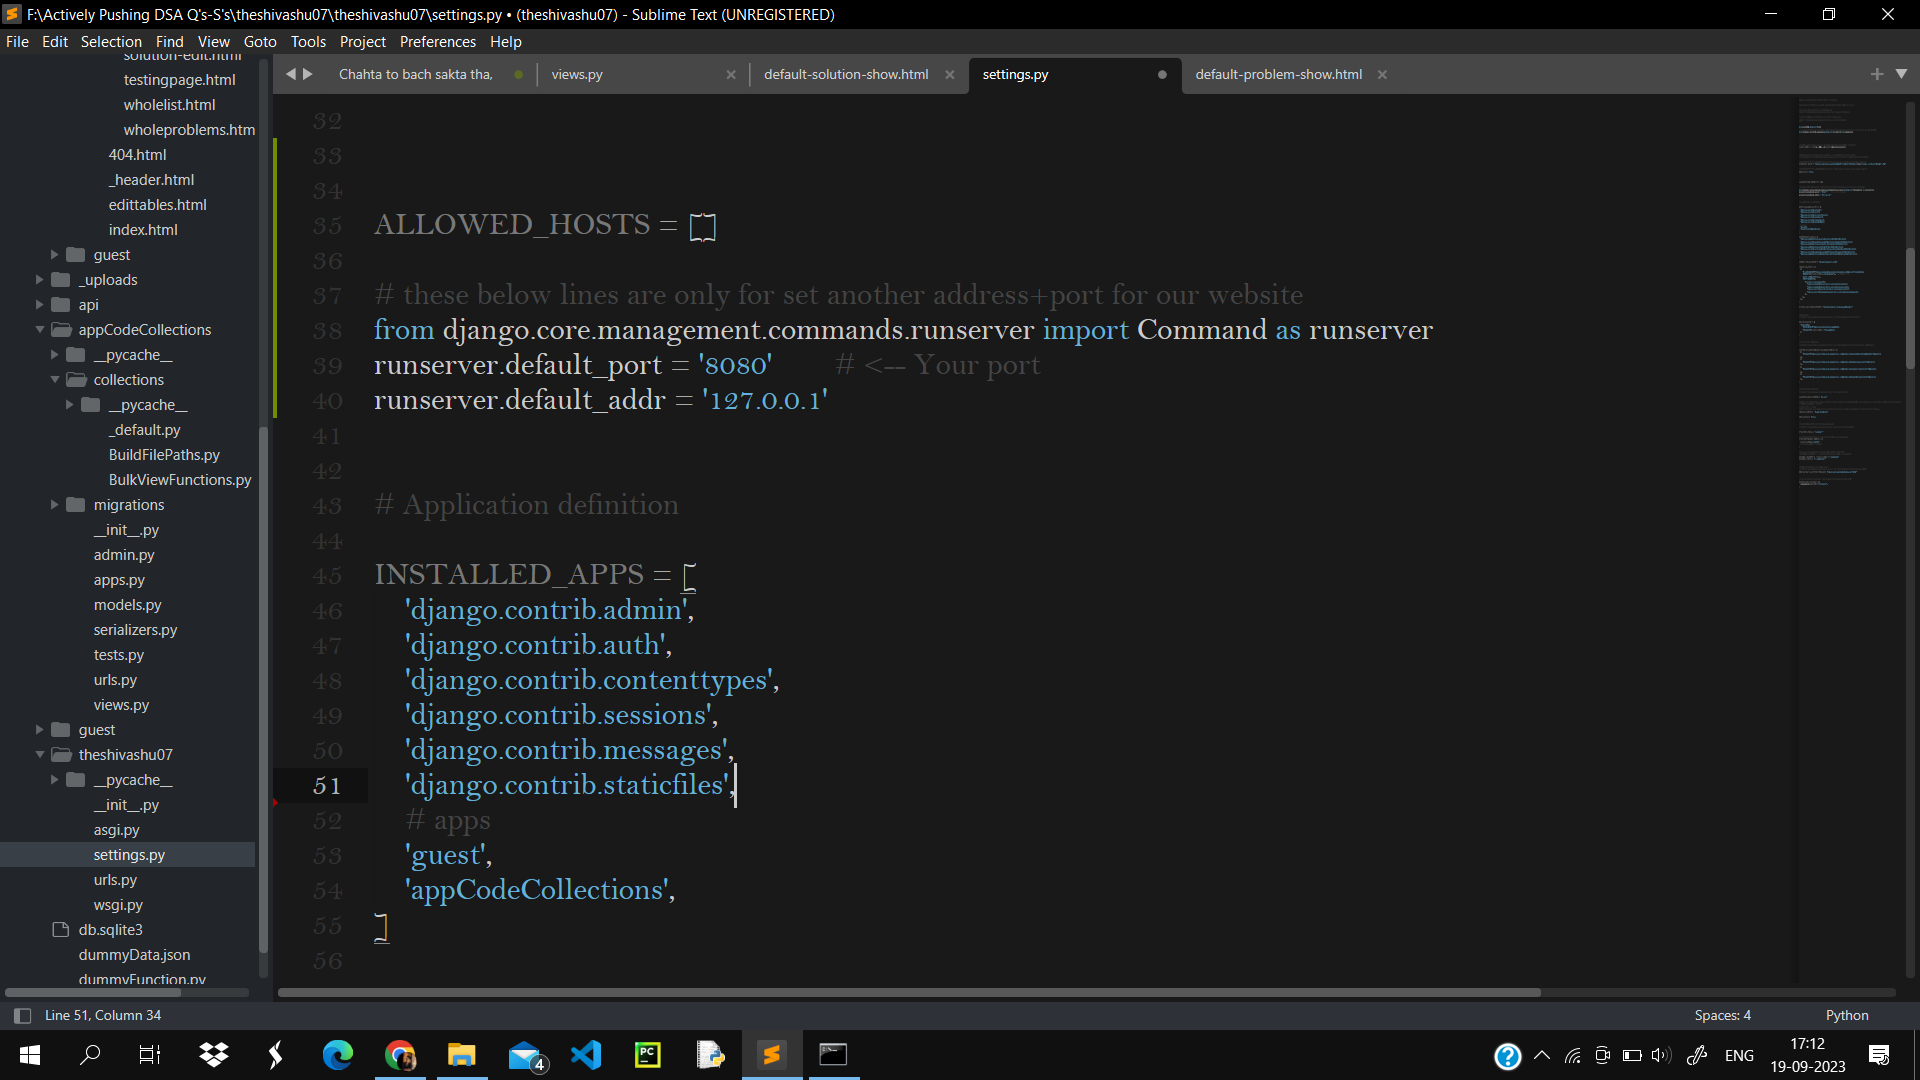 F:\Actively Pushing DSA Q's-S's\theshivashu07\theshivashu07\settings.py • (theshivashu07) - Sublime Text (UNREGISTERED)
File Edit Selection Find View Goto Tools Project Preferences Help
Chahta to bach sakta tha,
views.py
default-solution-show.html
settings.py
default-problem-show.html
solution-edit.html
testingpage.html
wholelist.html
wholeproblems.htm
404.html
_header.html
edittables.html
index.html
guest
_uploads
api
appCodeCollections
__pycache__
collections
__pycache__
_default.py
BuildFilePaths.py
BulkViewFunctions.py
migrations
__init__.py
admin.py
apps.py
models.py
serializers.py
tests.py
urls.py
views.py
guest
theshivashu07
__pycache__
__init__.py
asgi.py
settings.py
urls.py
wsgi.py
db.sqlite3
dummyData.json
dummyFunction.py
32
33
34
35 ALLOWED_HOSTS = []
36
37 # these below lines are only for set another address+port for our website
38 from django.core.management.commands.runserver import Command as runserver
39 runserver.default_port = '8080' # <-- Your port
40 runserver.default_addr = '127.0.0.1'
41
42
43 # Application definition
44
45 INSTALLED_APPS = [
46 'django.contrib.admin',
47 'django.contrib.auth',
48 'django.contrib.contenttypes',
49 'django.contrib.sessions',
50 'django.contrib.messages',
51 'django.contrib.staticfiles',
52 # apps
53 'guest',
54 'appCodeCollections',
55 ]
56
Line 51, Column 34
Spaces: 4
Python
PC
4
ENG
17:12
19-09-2023